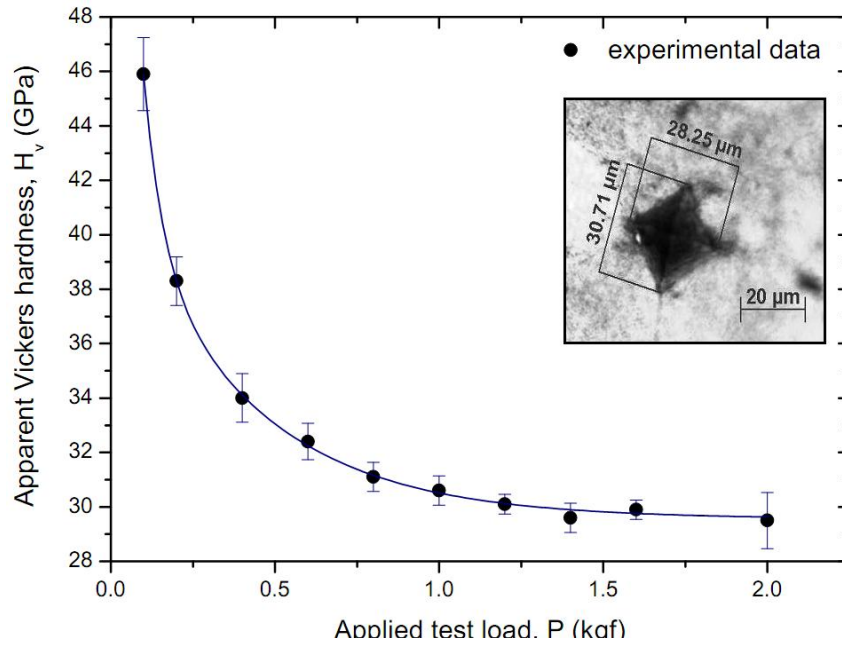 48
46
44
42
40
38
36
34
32
30
28
0.0
0.5
1.0
1.5
2.0
Apparent Vickers hardness, Hv (GPa)
Applied test load, P (kgf)
experimental data
28.25 µm
30.71 µm
20 µm